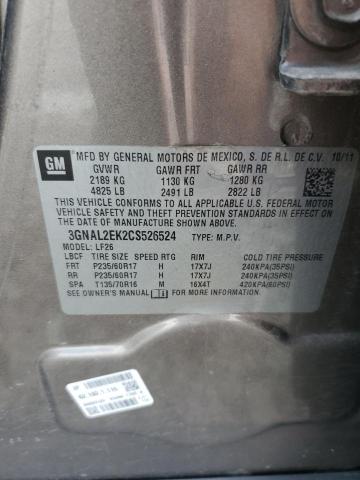 GM
MFD BY GENERAL MOTORS DE MEXICO, S. DE R.L. DE C.V. 10/11
GVWR GAWR FRT GAWR RR
2189 KG 1130 KG 1280 KG
4825 LB 2491 LB 2822 LB
THIS VEHICLE CONFORMS TO ALL APPLICABLE U.S. FEDERAL
MOTOR VEHICLE SAFETY AND THEFT PREVENTION
STANDARDS IN EFFECT ON THE
DATE OF MANUFACTURE SHOWN ABOVE.
3GNAL2EK2CS526524 TYPE: M.P.V.
MODEL: LF26
LBCF TIRE SIZE SPEED RTG RIM COLD TIRE PRESSURE
FRT P235/60R17 H 17X7J 240KPA(35PSI)
RR P235/60R17 H 17X7J 240KPA(35PSI)
SPA T135/70R16 M 16X4T 420KPA(60PSI)
SEE OWNER'S MANUAL FOR MORE INFORMATION.